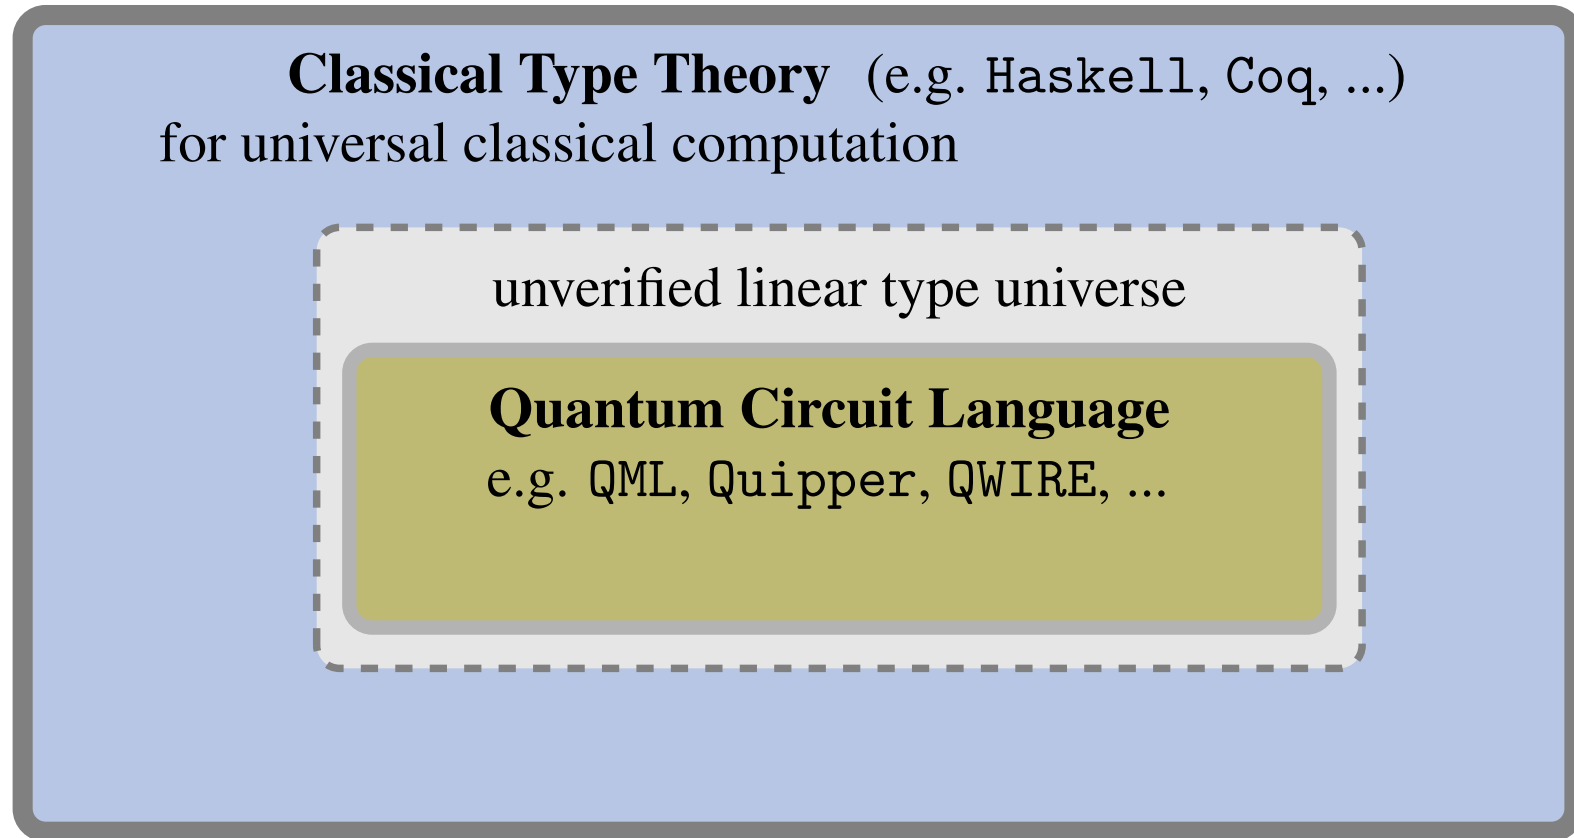 Classical Type Theory (e.g. Haskell, Coq, ...)
for universal classical computation
unverified linear type universe
Quantum Circuit Language
e.g. QML, Quipper, QWIRE, ...